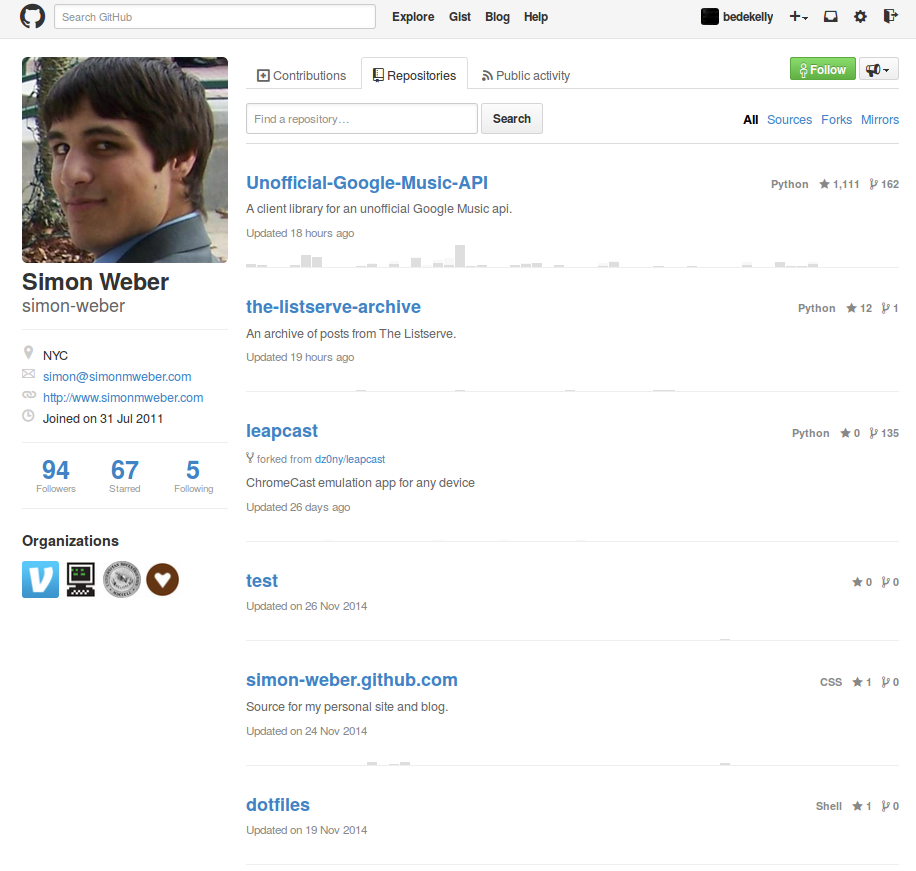 Search GitHub
Explore Gist Blog Help
bedekelly
Contributions Repositories Public activity
Follow
Find a repository…
Search
All Sources Forks Mirrors
Simon Weber
simon-weber
NYC
simon@simonmweber.com
http://www.simonmweber.com
Joined on 31 Jul 2011
94 67 5
Followers Starred Following
Organizations
Unofficial-Google-Music-API
Python 1,111 162
A client library for an unofficial Google Music api.
Updated 18 hours ago
the-listserve-archive
Python 12 1
An archive of posts from The Listserve.
Updated 19 hours ago
leapcast
Python 0 135
forked from dz0ny/leapcast
ChromeCast emulation app for any device
Updated 26 days ago
test
0 0
Updated on 26 Nov 2014
simon-weber.github.com
CSS 1 0
Source for my personal site and blog.
Updated on 24 Nov 2014
dotfiles
Shell 1 0
Updated on 19 Nov 2014